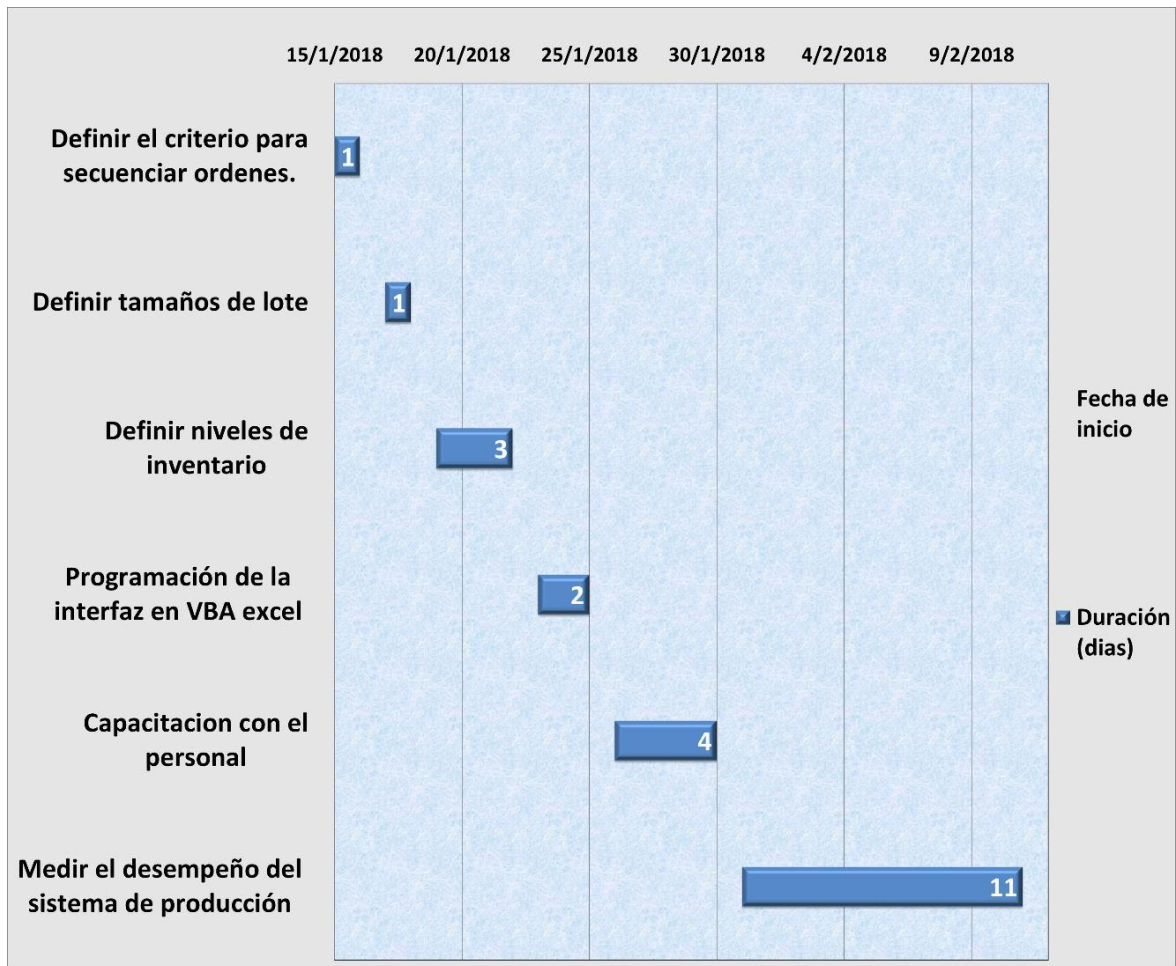 15/1/2018 20/1/2018 25/1/2018 30/1/2018 4/2/2018 9/2/2018
Definir el criterio para
secuenciar ordenes.
1
Definir tamaños de lote
1
Definir niveles de
inventario
3
Programación de la
interfaz en VBA excel
2
Capacitacion con el
personal
4
Medir el desempeño del
sistema de producción
11
Fecha de
inicio
Duración
(dias)